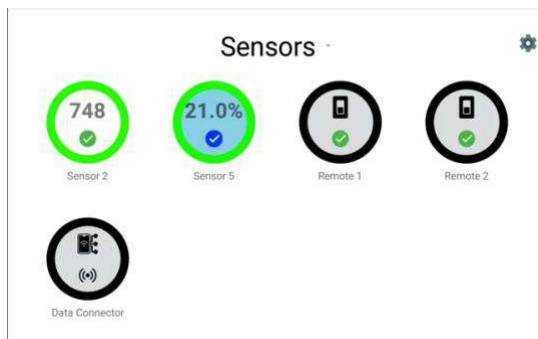 Sensors
748
21.0%
Sensor 2
Sensor 5
Remote 1
Remote 2
Data Connector